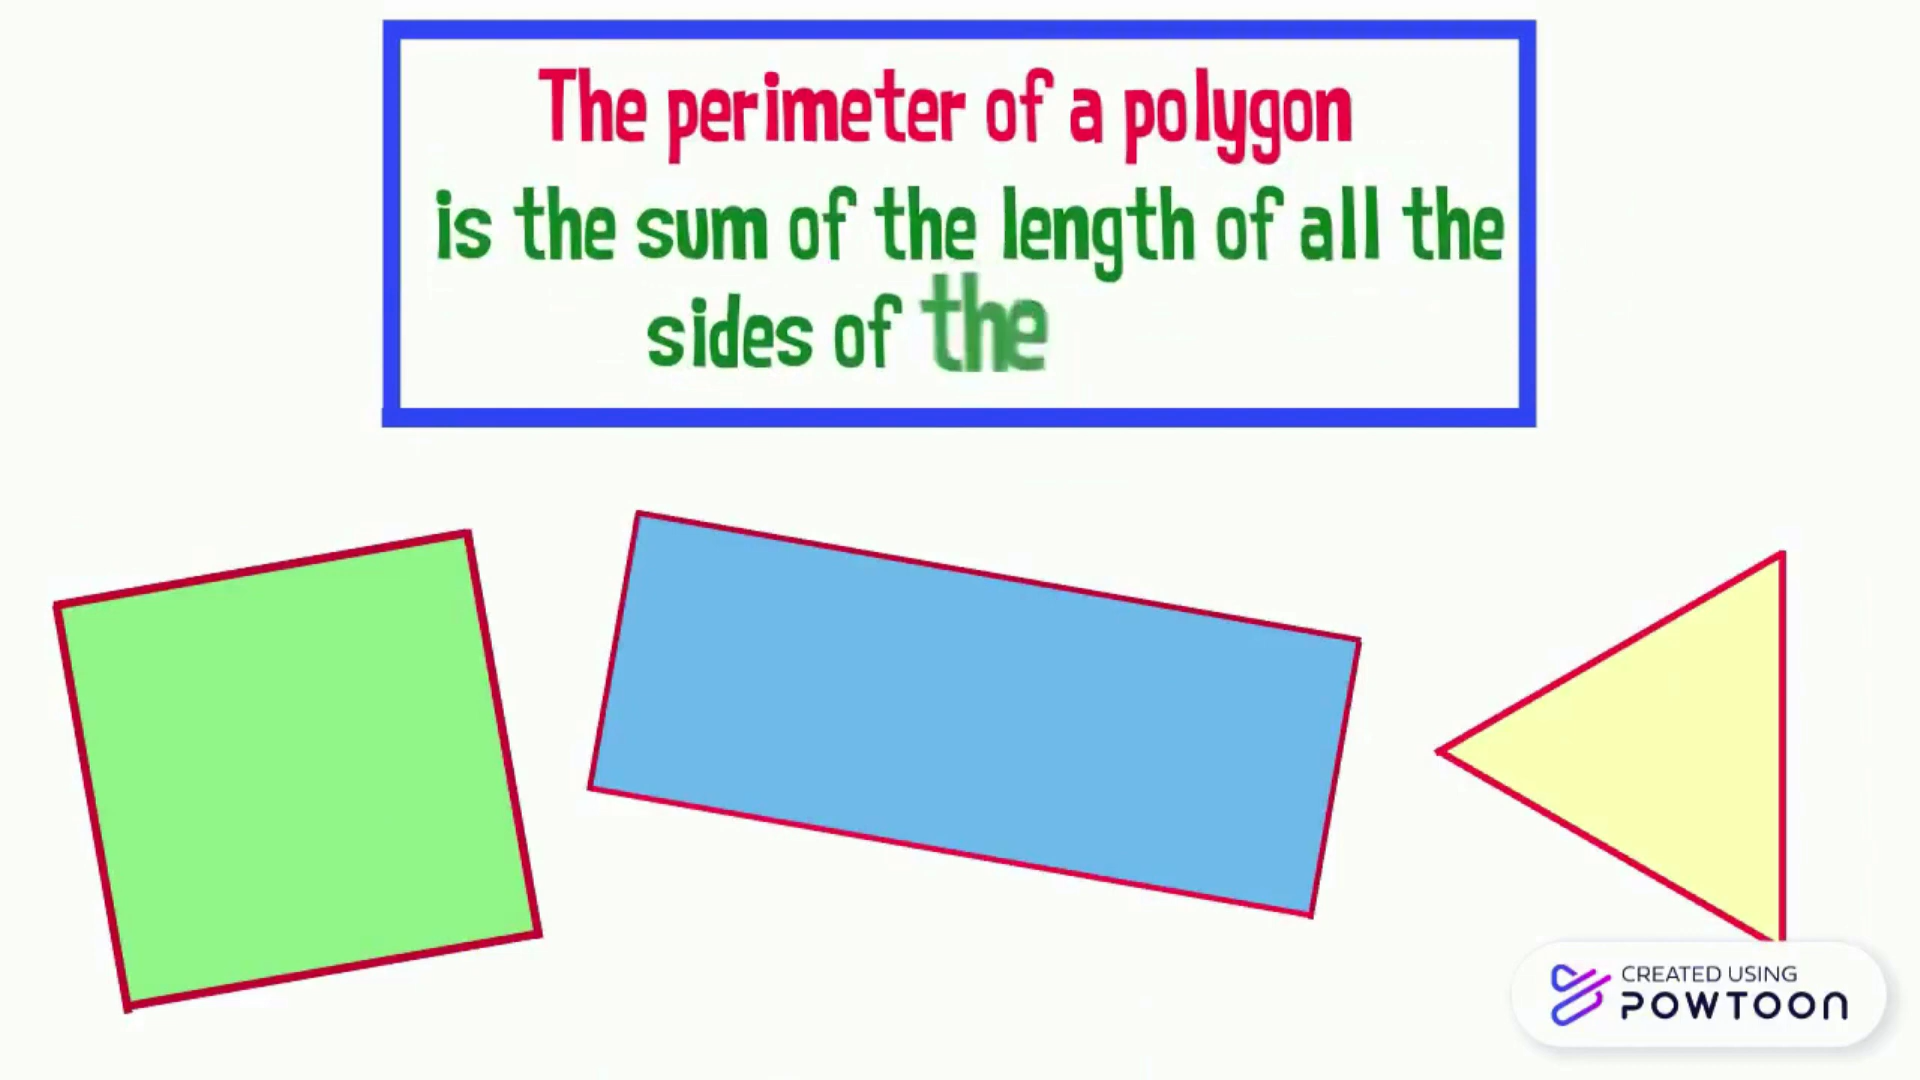 The perimeter of a polygon
is the sum of the length of all the
sides of the
CREATED USING
POWTOON